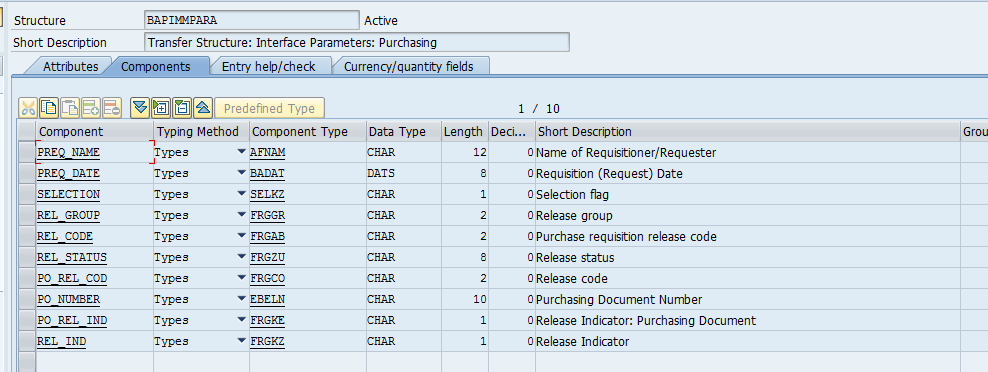 Structure BAPIMMPARA Active
Short Description Transfer Structure: Interface Parameters: Purchasing
Attributes Components Entry help/check Currency/quantity fields
Predefined Type 1 / 10
Component Typing Method Component Type Data Type Length Deci... Short Description Grou
PREQ_NAME Types AFNAM CHAR 12 0 Name of Requisitioner/Requester
PREQ_DATE Types BADAT DATS 8 0 Requisition (Request) Date
SELECTION Types SELKZ CHAR 1 0 Selection flag
REL_GROUP Types FRGGR CHAR 2 0 Release group
REL_CODE Types FRGAB CHAR 2 0 Purchase requisition release code
REL_STATUS Types FRGZU CHAR 8 0 Release status
PO_REL_COD Types FRGCO CHAR 2 0 Release code
PO_NUMBER Types EBELN CHAR 10 0 Purchasing Document Number
PO_REL_IND Types FRGKE CHAR 1 0 Release Indicator: Purchasing Document
REL_IND Types FRGKZ CHAR 1 0 Release Indicator